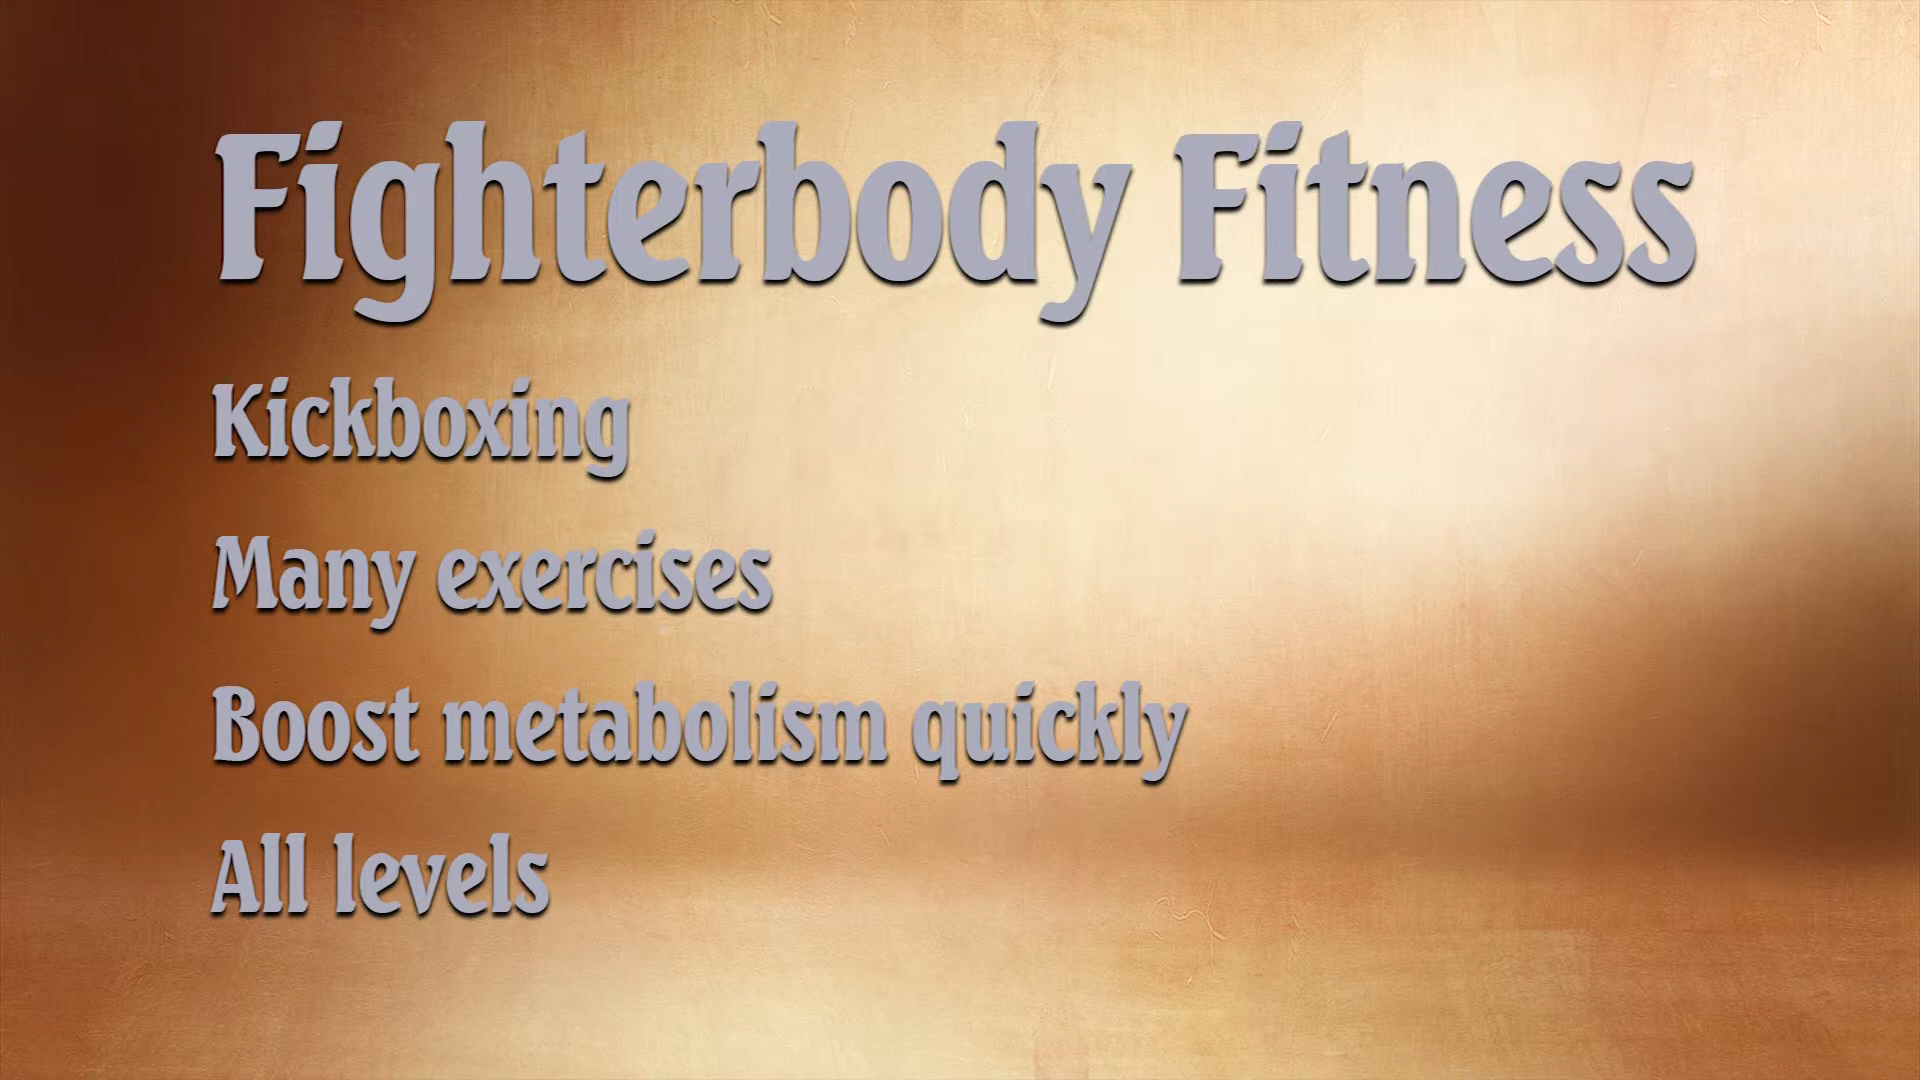 Fighterbody Fitness
Kickboxing
Many exercises
Boost metabolism quickly
All levels